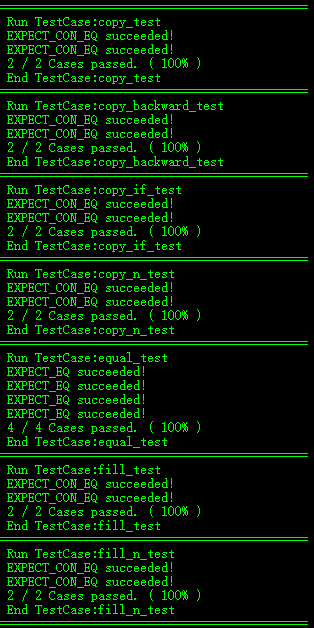 Run TestCase:copy_test
EXPECT_CON_EQ succeeded!
EXPECT_CON_EQ succeeded!
2 / 2 Cases passed. ( 100% )
End TestCase:copy_test
Run TestCase:copy_backward_test
EXPECT_CON_EQ succeeded!
EXPECT_CON_EQ succeeded!
2 / 2 Cases passed. ( 100% )
End TestCase:copy_backward_test
Run TestCase:copy_if_test
EXPECT_CON_EQ succeeded!
EXPECT_CON_EQ succeeded!
2 / 2 Cases passed. ( 100% )
End TestCase:copy_if_test
Run TestCase:copy_n_test
EXPECT_CON_EQ succeeded!
EXPECT_CON_EQ succeeded!
2 / 2 Cases passed. ( 100% )
End TestCase:copy_n_test
Run TestCase:equal_test
EXPECT_EQ succeeded!
EXPECT_EQ succeeded!
EXPECT_EQ succeeded!
EXPECT_EQ succeeded!
4 / 4 Cases passed. ( 100% )
End TestCase:equal_test
Run TestCase:fill_test
EXPECT_CON_EQ succeeded!
EXPECT_CON_EQ succeeded!
2 / 2 Cases passed. ( 100% )
End TestCase:fill_test
Run TestCase:fill_n_test
EXPECT_CON_EQ succeeded!
EXPECT_CON_EQ succeeded!
2 / 2 Cases passed. ( 100% )
End TestCase:fill_n_test